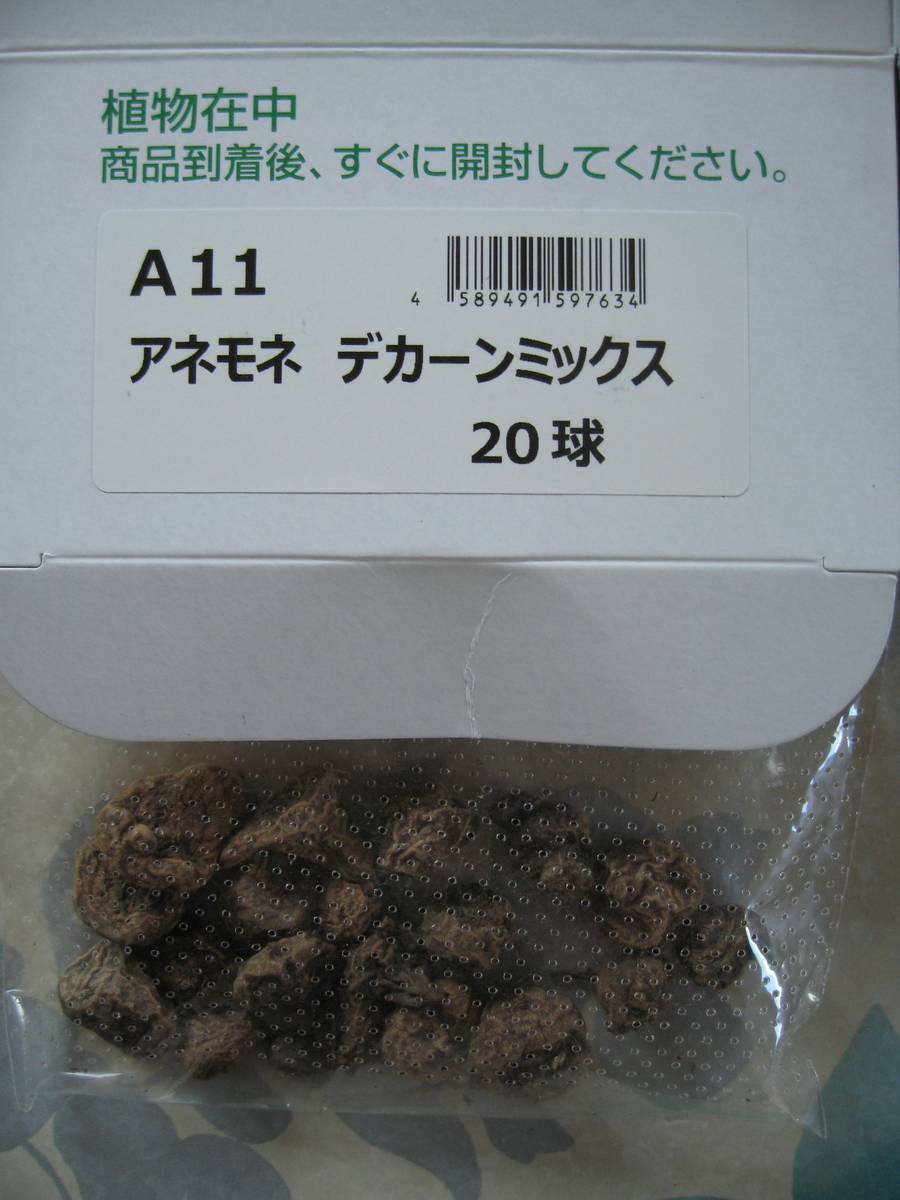 植物在中
商品到着後、すぐに開封してください。
A11
4 589491 597634
アネモネ デカーンミックス
20球